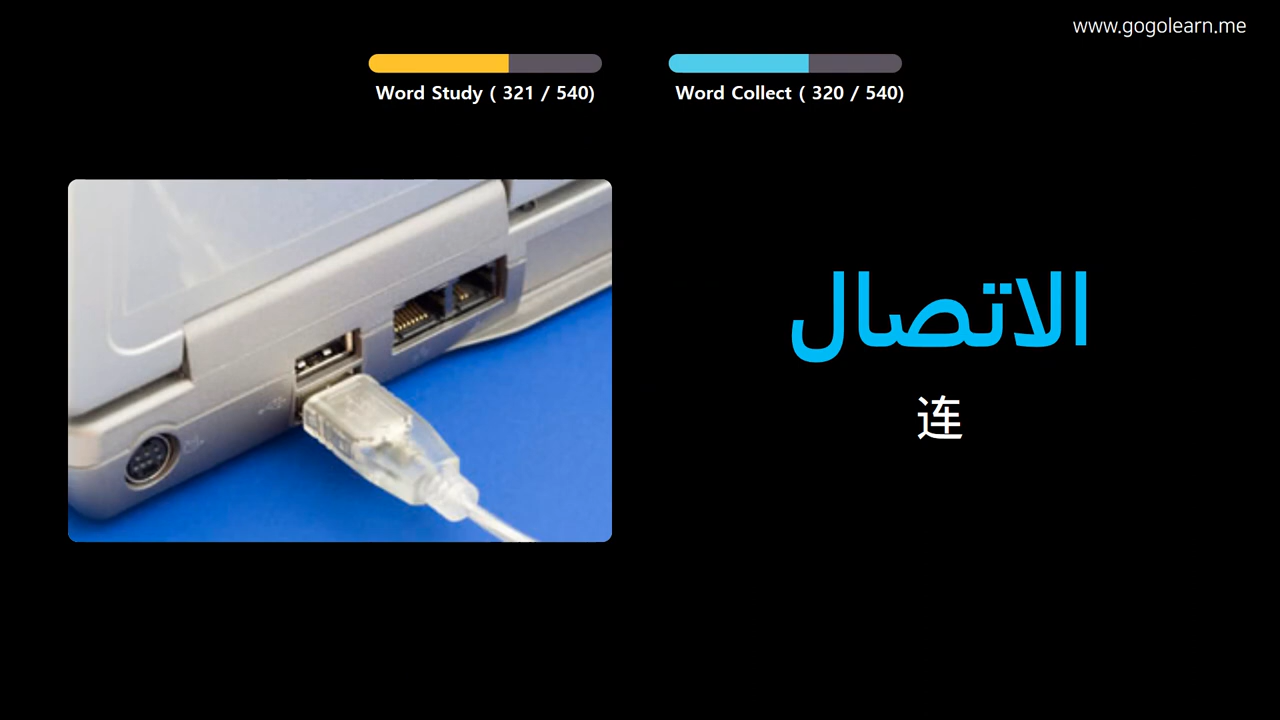 www.gogolearn.me
Word Study ( 321 / 540)
Word Collect ( 320 / 540)
الاتصال
连